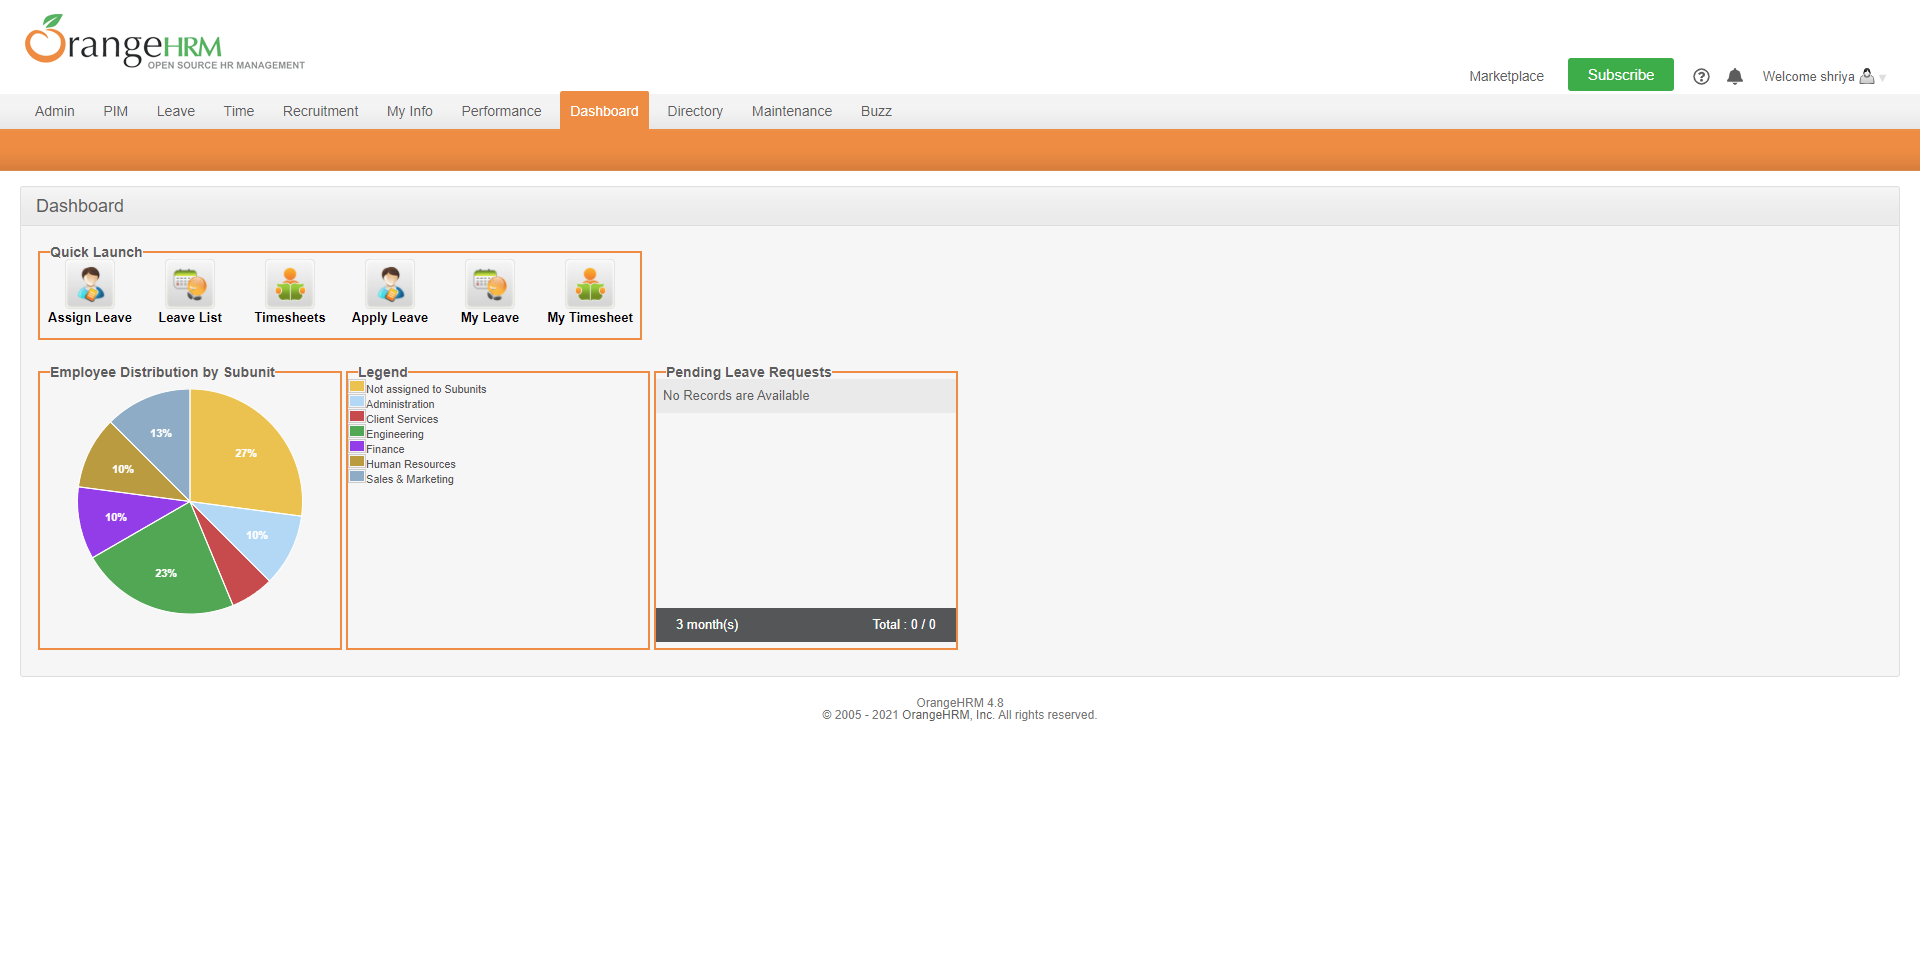 OrangeHRM
OPEN SOURCE HR MANAGEMENT
Marketplace
Subscribe
Welcome shriya
Admin PIM Leave Time Recruitment My Info Performance Dashboard Directory Maintenance Buzz
Dashboard
Quick Launch
Assign Leave Leave List Timesheets Apply Leave My Leave My Timesheet
Employee Distribution by Subunit
13%
27%
10%
10%
10%
23%
Legend
Not assigned to Subunits
Administration
Client Services
Engineering
Finance
Human Resources
Sales & Marketing
Pending Leave Requests
No Records are Available
3 month(s) Total : 0 / 0
OrangeHRM 4.8
© 2005 - 2021 OrangeHRM, Inc. All rights reserved.